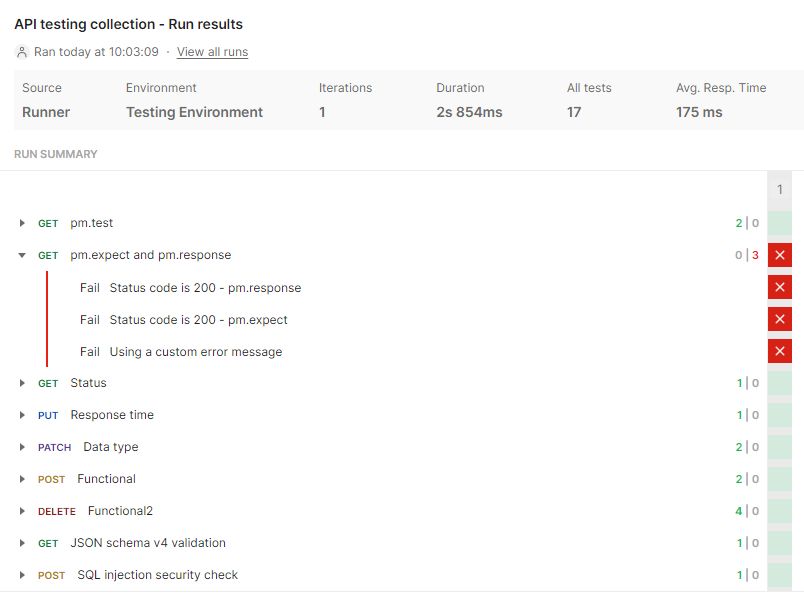 API testing collection - Run results
Ran today at 10:03:09 · View all runs
Source Environment Iterations Duration All tests Avg. Resp. Time
Runner Testing Environment 1 2s 854ms 17 175 ms
RUN SUMMARY
1
GET pm.test 2 | 0
GET pm.expect and pm.response 0 | 3
Fail Status code is 200 - pm.response
Fail Status code is 200 - pm.expect
Fail Using a custom error message
GET Status 1 | 0
PUT Response time 1 | 0
PATCH Data type 2 | 0
POST Functional 2 | 0
DELETE Functional2 4 | 0
GET JSON schema v4 validation 1 | 0
POST SQL injection security check 1 | 0